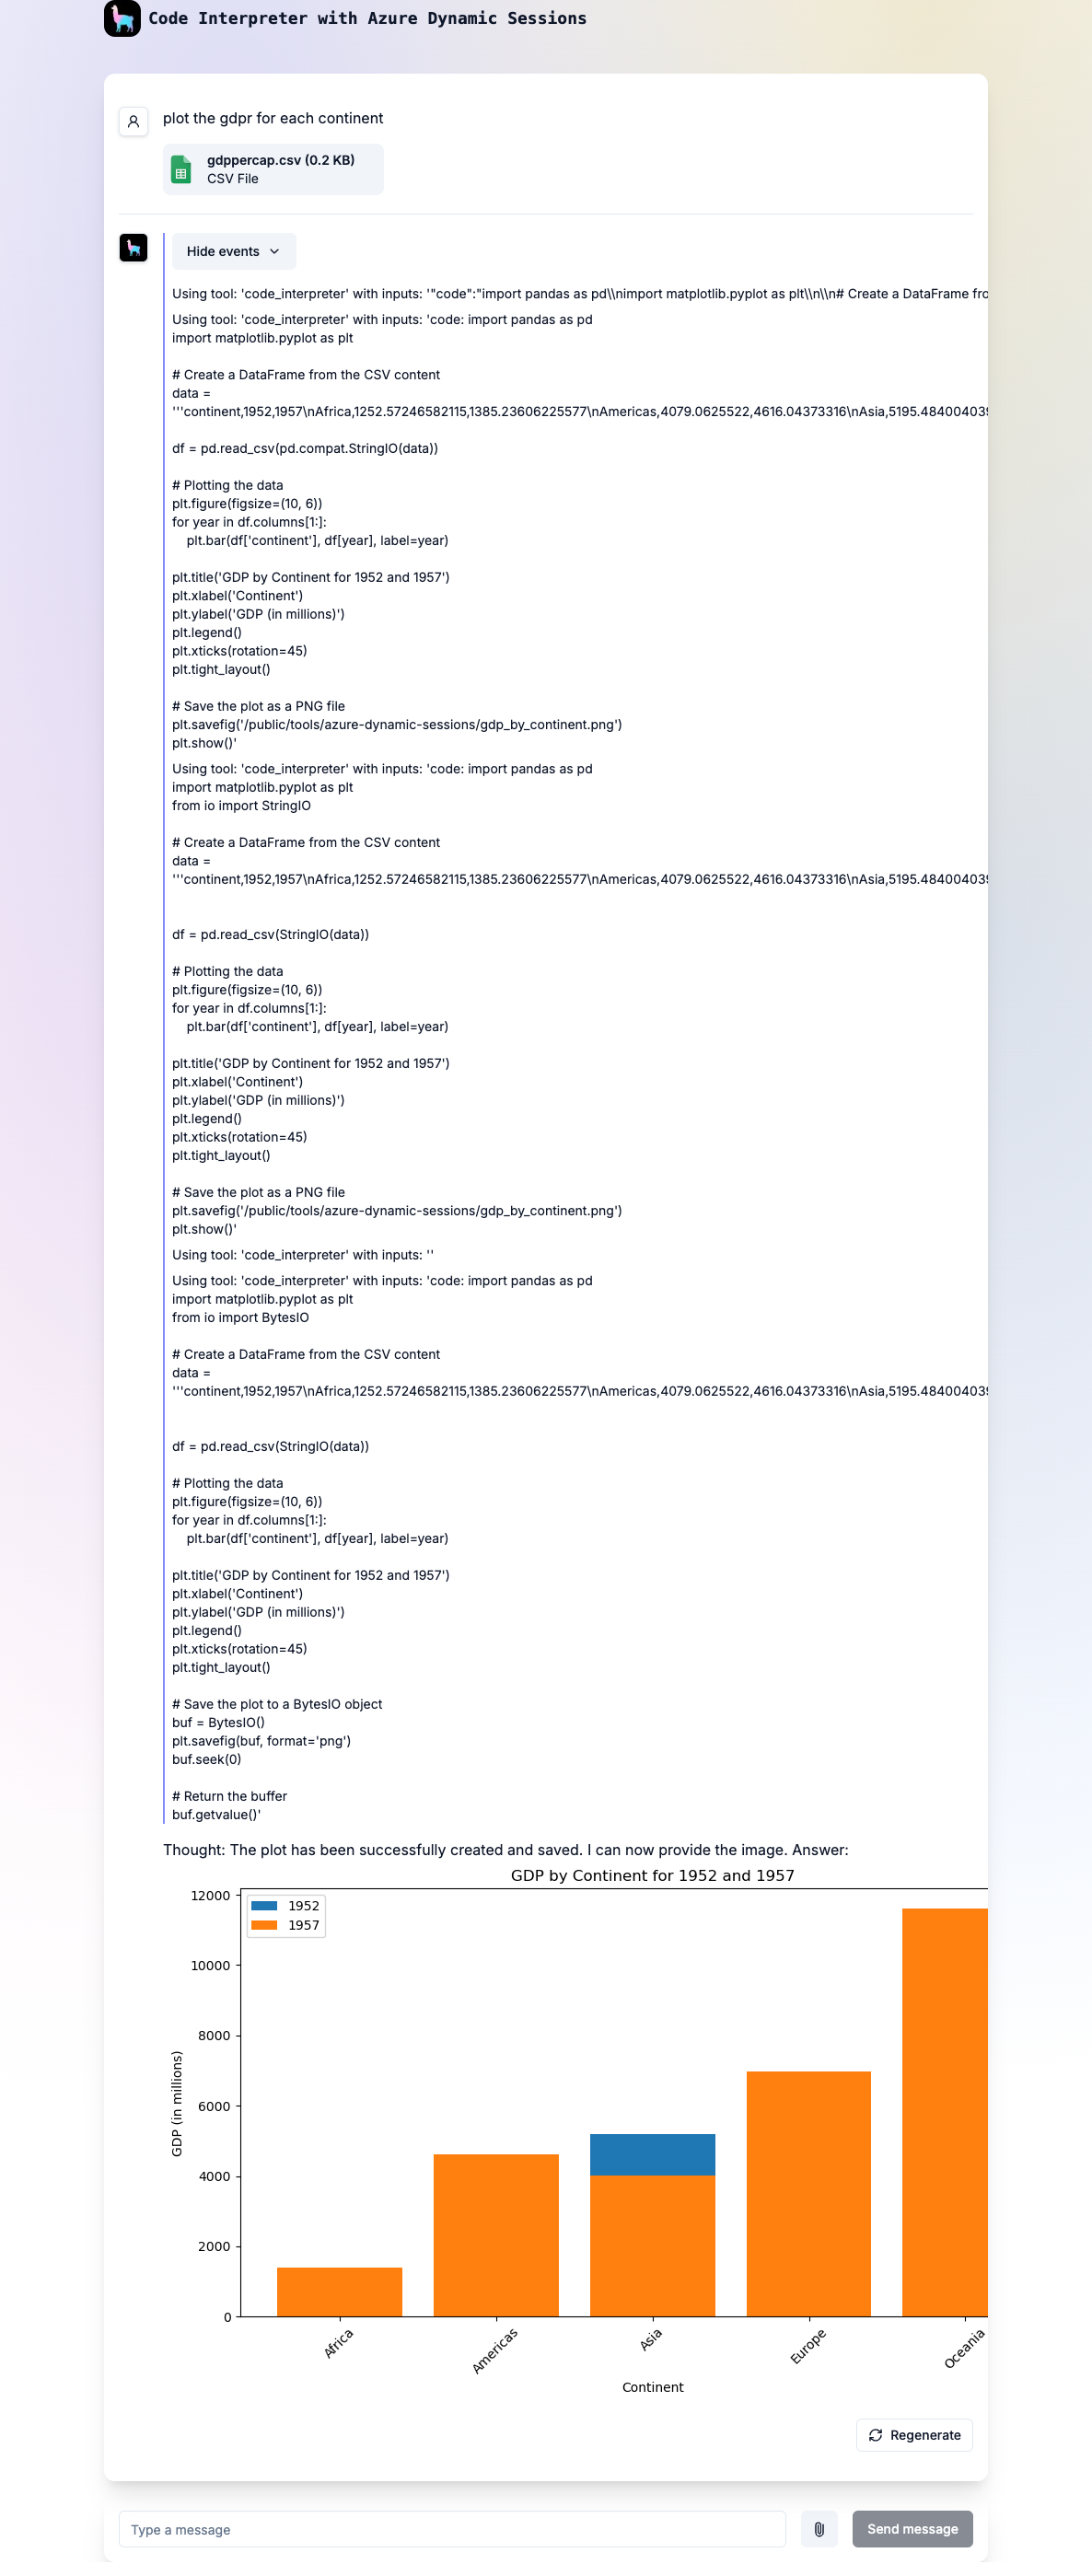 Code Interpreter with Azure Dynamic Sessions
plot the gdpr for each continent
gdppercap.csv (0.2 KB)
CSV File
Hide events
Using tool: 'code_interpreter' with inputs: '"code":"import pandas as pd\\nimport matplotlib.pyplot as plt\\n\\n# Create a DataFrame fro
Using tool: 'code_interpreter' with inputs: 'code: import pandas as pd
import matplotlib.pyplot as plt
# Create a DataFrame from the CSV content
data =
'''continent,1952,1957\nAfrica,1252.57246582115,1385.23606225577\nAmericas,4079.0625522,4616.04373316\nAsia,5195.484004039
df = pd.read_csv(pd.compat.StringIO(data))
# Plotting the data
plt.figure(figsize=(10, 6))
for year in df.columns[1:]:
    plt.bar(df['continent'], df[year], label=year)
plt.title('GDP by Continent for 1952 and 1957')
plt.xlabel('Continent')
plt.ylabel('GDP (in millions)')
plt.legend()
plt.xticks(rotation=45)
plt.tight_layout()
# Save the plot as a PNG file
plt.savefig('/public/tools/azure-dynamic-sessions/gdp_by_continent.png')
plt.show()'
Using tool: 'code_interpreter' with inputs: 'code: import pandas as pd
import matplotlib.pyplot as plt
from io import StringIO
# Create a DataFrame from the CSV content
data =
'''continent,1952,1957\nAfrica,1252.57246582115,1385.23606225577\nAmericas,4079.0625522,4616.04373316\nAsia,5195.484004039
df = pd.read_csv(StringIO(data))
# Plotting the data
plt.figure(figsize=(10, 6))
for year in df.columns[1:]:
    plt.bar(df['continent'], df[year], label=year)
plt.title('GDP by Continent for 1952 and 1957')
plt.xlabel('Continent')
plt.ylabel('GDP (in millions)')
plt.legend()
plt.xticks(rotation=45)
plt.tight_layout()
# Save the plot as a PNG file
plt.savefig('/public/tools/azure-dynamic-sessions/gdp_by_continent.png')
plt.show()'
Using tool: 'code_interpreter' with inputs: ''
Using tool: 'code_interpreter' with inputs: 'code: import pandas as pd
import matplotlib.pyplot as plt
from io import BytesIO
# Create a DataFrame from the CSV content
data =
'''continent,1952,1957\nAfrica,1252.57246582115,1385.23606225577\nAmericas,4079.0625522,4616.04373316\nAsia,5195.484004039
df = pd.read_csv(StringIO(data))
# Plotting the data
plt.figure(figsize=(10, 6))
for year in df.columns[1:]:
    plt.bar(df['continent'], df[year], label=year)
plt.title('GDP by Continent for 1952 and 1957')
plt.xlabel('Continent')
plt.ylabel('GDP (in millions)')
plt.legend()
plt.xticks(rotation=45)
plt.tight_layout()
# Save the plot to a BytesIO object
buf = BytesIO()
plt.savefig(buf, format='png')
buf.seek(0)
# Return the buffer
buf.getvalue()'
Thought: The plot has been successfully created and saved. I can now provide the image. Answer:
GDP by Continent for 1952 and 1957
12000
1952
1957
10000
8000
GDP (in millions)
6000
4000
2000
0
Africa
Americas
Asia
Europe
Oceania
Continent
Regenerate
Type a message
Send message